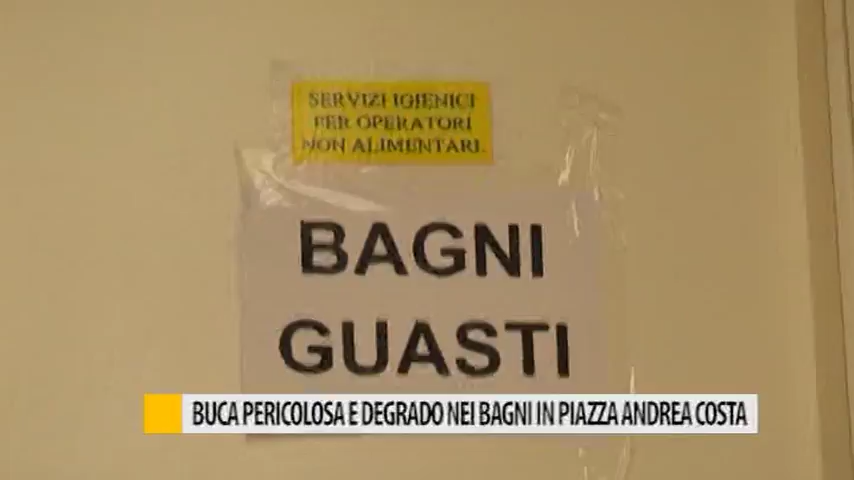 SERVIZI IGIENICI
PER OPERATORI
NON ALIMENTARI.
BAGNI
GUASTI
BUCA PERICOLOSA E DEGRADO NEI BAGNI IN PIAZZA ANDREA COSTA